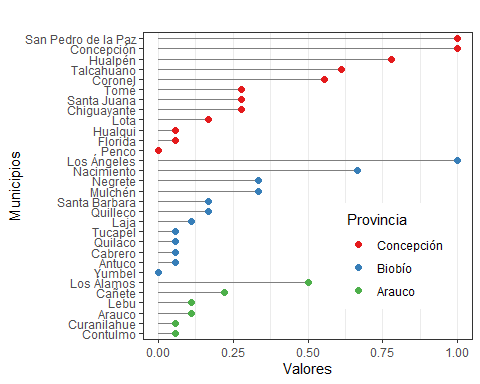 San Pedro de la Paz
Concepción
Hualpén
Talcahuano
Coronel
Tomé
Santa Juana
Chiguayante
Lota
Hualqui
Florida
Penco
Los Ángeles
Nacimiento
Negrete
Mulchén
Santa Bárbara
Quilleco
Laja
Tucapel
Quilaco
Cabrero
Antuco
Yumbel
Los Álamos
Cañete
Lebu
Arauco
Curanilahue
Contulmo
Municipios
Provincia
Concepción
Biobío
Arauco
0.00 0.25 0.50 0.75 1.00
Valores